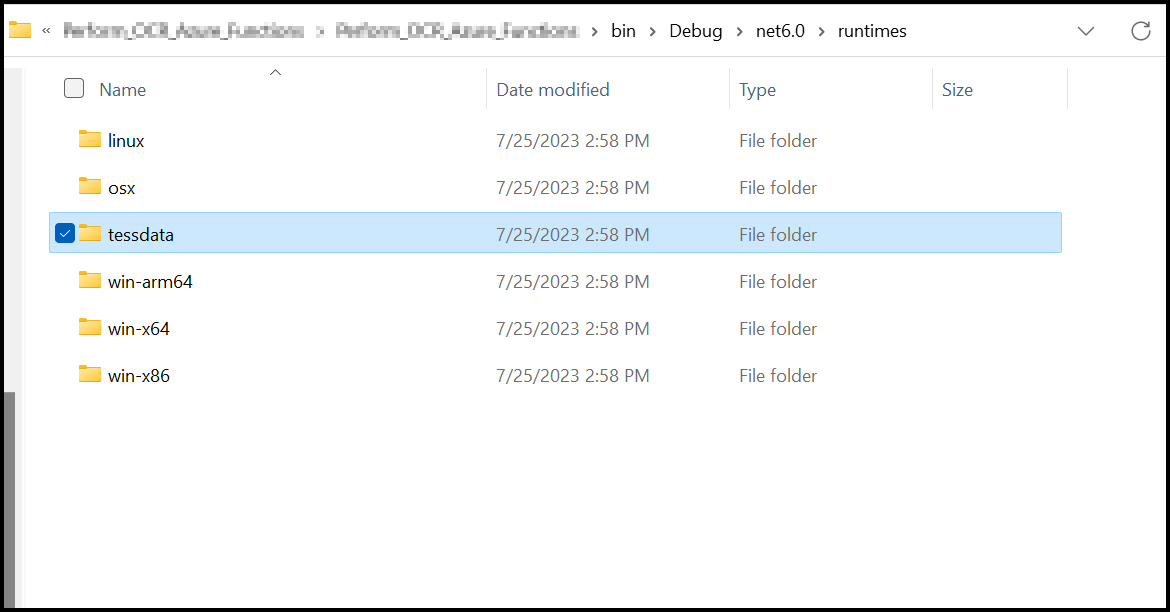 « Perform_OCR_Azure_Functions > Perform_OCR_Azure_Functions > bin > Debug > net6.0 > runtimes
Name Date modified Type Size
linux 7/25/2023 2:58 PM File folder
osx 7/25/2023 2:58 PM File folder
tessdata 7/25/2023 2:58 PM File folder
win-arm64 7/25/2023 2:58 PM File folder
win-x64 7/25/2023 2:58 PM File folder
win-x86 7/25/2023 2:58 PM File folder